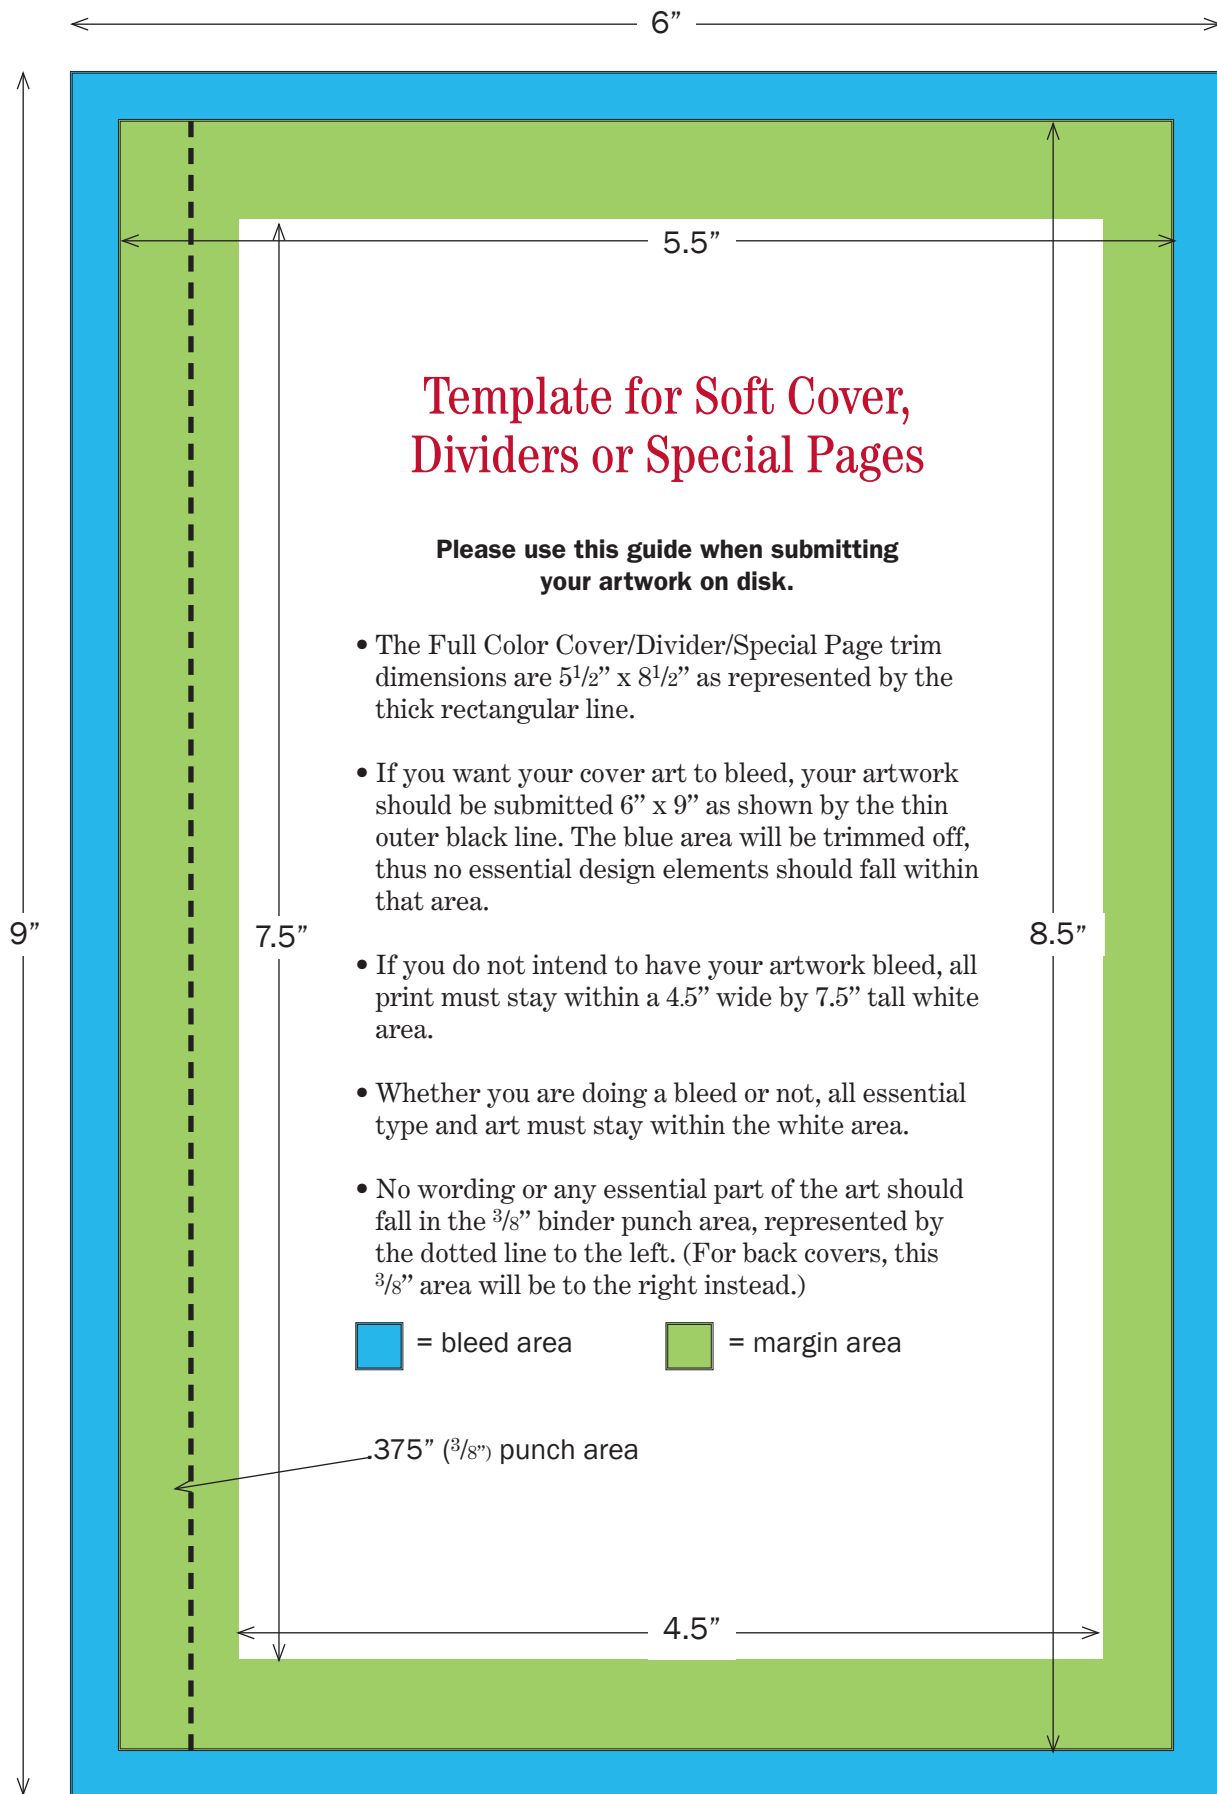 6”
5.5”
Template for Soft Cover,
Dividers or Special Pages
Please use this guide when submitting
your artwork on disk.
• The Full Color Cover/Divider/Special Page trim
dimensions are 5¹/₂” x 8¹/₂” as represented by the
thick rectangular line.
• If you want your cover art to bleed, your artwork
should be submitted 6” x 9” as shown by the thin
outer black line. The blue area will be trimmed off,
thus no essential design elements should fall within
that area.
9”
7.5”
8.5”
• If you do not intend to have your artwork bleed, all
print must stay within a 4.5” wide by 7.5” tall white
area.
• Whether you are doing a bleed or not, all essential
type and art must stay within the white area.
• No wording or any essential part of the art should
fall in the ³/₈” binder punch area, represented by
the dotted line to the left. (For back covers, this
³/₈” area will be to the right instead.)
= bleed area
= margin area
.375” (³/₈”) punch area
4.5”